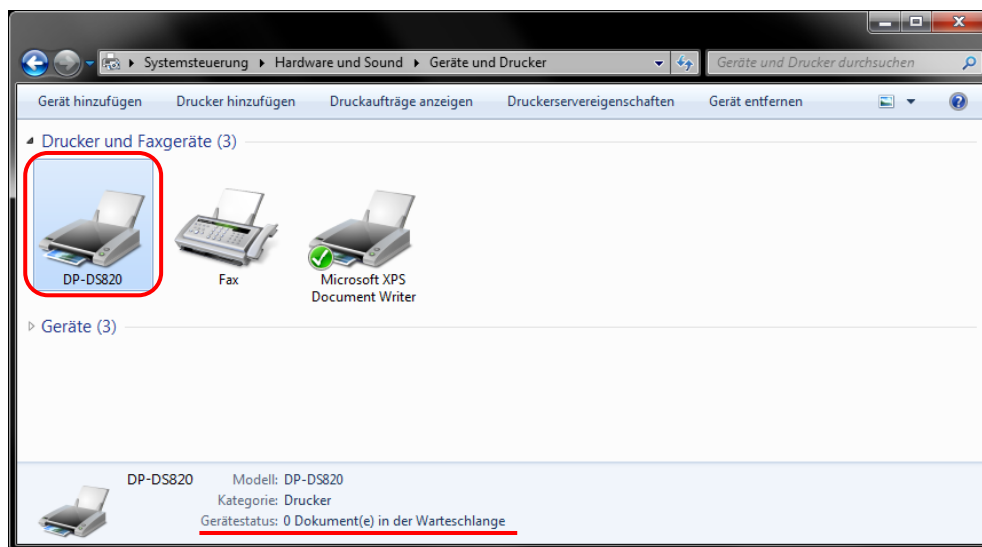 Systemsteuerung ▸ Hardware und Sound ▸ Geräte und Drucker
Geräte und Drucker durchsuchen
Gerät hinzufügen Drucker hinzufügen Druckaufträge anzeigen Druckerservereigenschaften Gerät entfernen
Drucker und Faxgeräte (3)
DP-DS820
Fax
Microsoft XPS
Document Writer
Geräte (3)
DP-DS820 Modell: DP-DS820
Kategorie: Drucker
Gerätestatus: 0 Dokument(e) in der Warteschlange